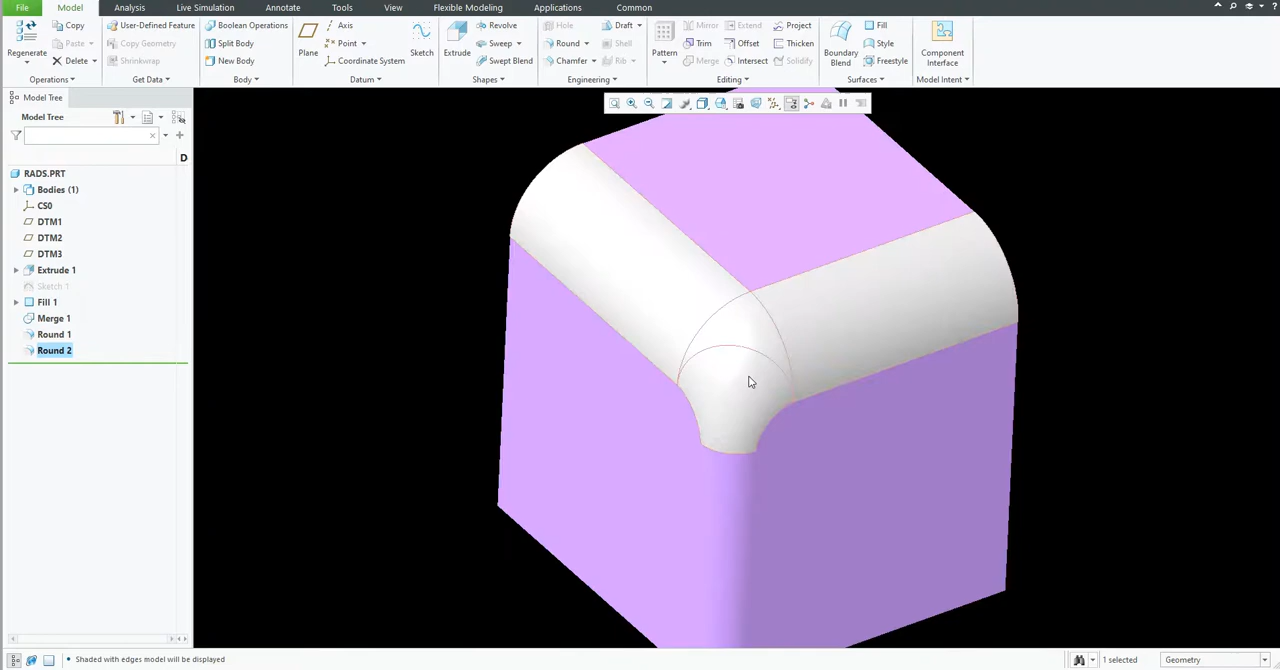 File Model Analysis Live Simulation Annotate Tools View Flexible Modeling Applications Common
Regenerate
Copy
Paste
Delete
Operations
User-Defined Feature
Copy Geometry
Shrinkwrap
Get Data
Boolean Operations
Split Body
New Body
Body
Plane
Axis
Point
Coordinate System
Sketch
Datum
Extrude
Revolve
Sweep
Swept Blend
Shapes
Hole
Round
Chamfer
Draft
Shell
Rib
Engineering
Pattern
Mirror
Trim
Merge
Extend
Offset
Intersect
Project
Thicken
Solidify
Editing
Boundary
Blend
Fill
Style
Freestyle
Surfaces
Component
Interface
Model Intent
Model Tree
Model Tree
D
RADS.PRT
Bodies (1)
CS0
DTM1
DTM2
DTM3
Extrude 1
Sketch 1
Fill 1
Merge 1
Round 1
Round 2
• Shaded with edges model will be displayed
1 selected
Geometry